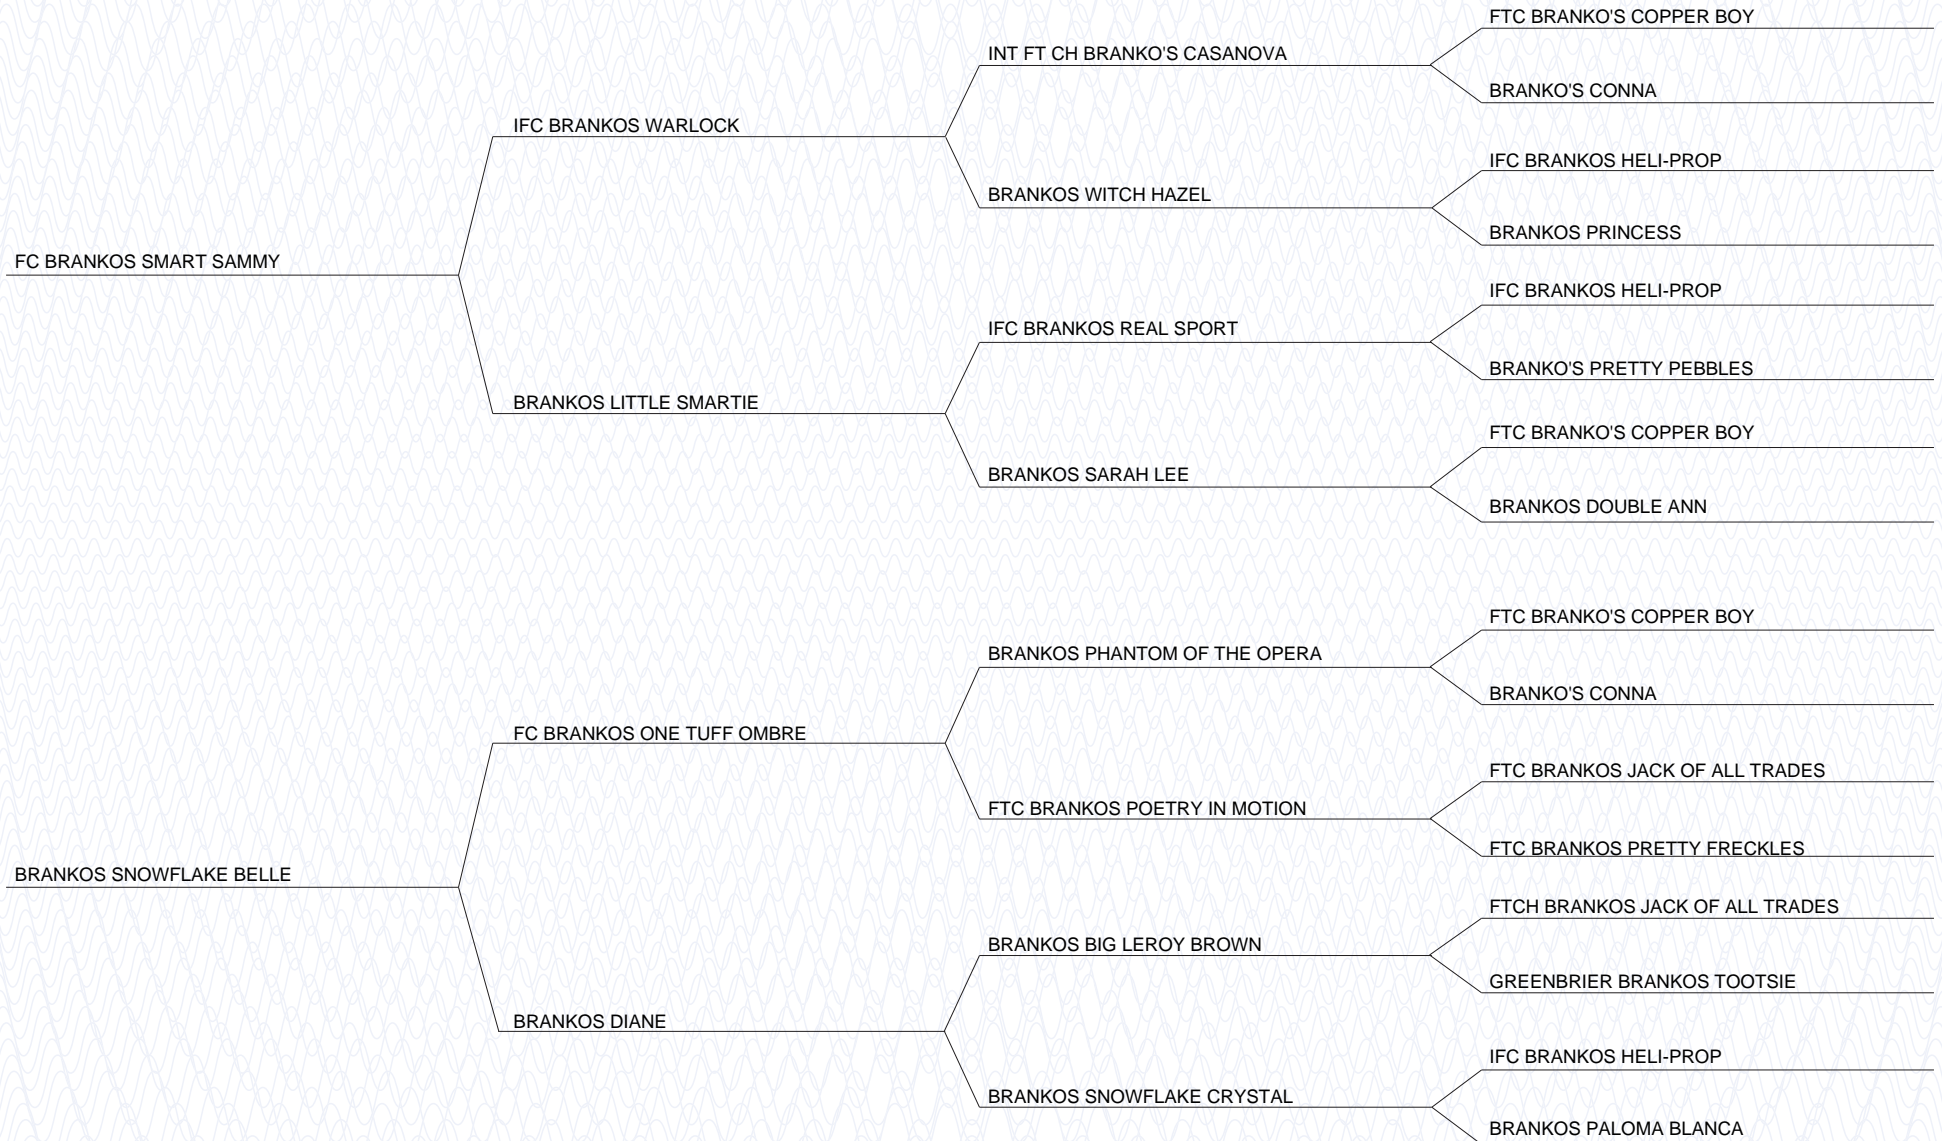 FTC BRANKO'S COPPER BOY
INT FT CH BRANKO'S CASANOVA
BRANKO'S CONNA
IFC BRANKOS WARLOCK
IFC BRANKOS HELI-PROP
BRANKOS WITCH HAZEL
BRANKOS PRINCESS
FC BRANKOS SMART SAMMY
IFC BRANKOS HELI-PROP
IFC BRANKOS REAL SPORT
BRANKO'S PRETTY PEBBLES
BRANKOS LITTLE SMARTIE
FTC BRANKO'S COPPER BOY
BRANKOS SARAH LEE
BRANKOS DOUBLE ANN
FTC BRANKO'S COPPER BOY
BRANKOS PHANTOM OF THE OPERA
BRANKO'S CONNA
FC BRANKOS ONE TUFF OMBRE
FTC BRANKOS JACK OF ALL TRADES
FTC BRANKOS POETRY IN MOTION
FTC BRANKOS PRETTY FRECKLES
BRANKOS SNOWFLAKE BELLE
FTCH BRANKOS JACK OF ALL TRADES
BRANKOS BIG LEROY BROWN
GREENBRIER BRANKOS TOOTSIE
BRANKOS DIANE
IFC BRANKOS HELI-PROP
BRANKOS SNOWFLAKE CRYSTAL
BRANKOS PALOMA BLANCA